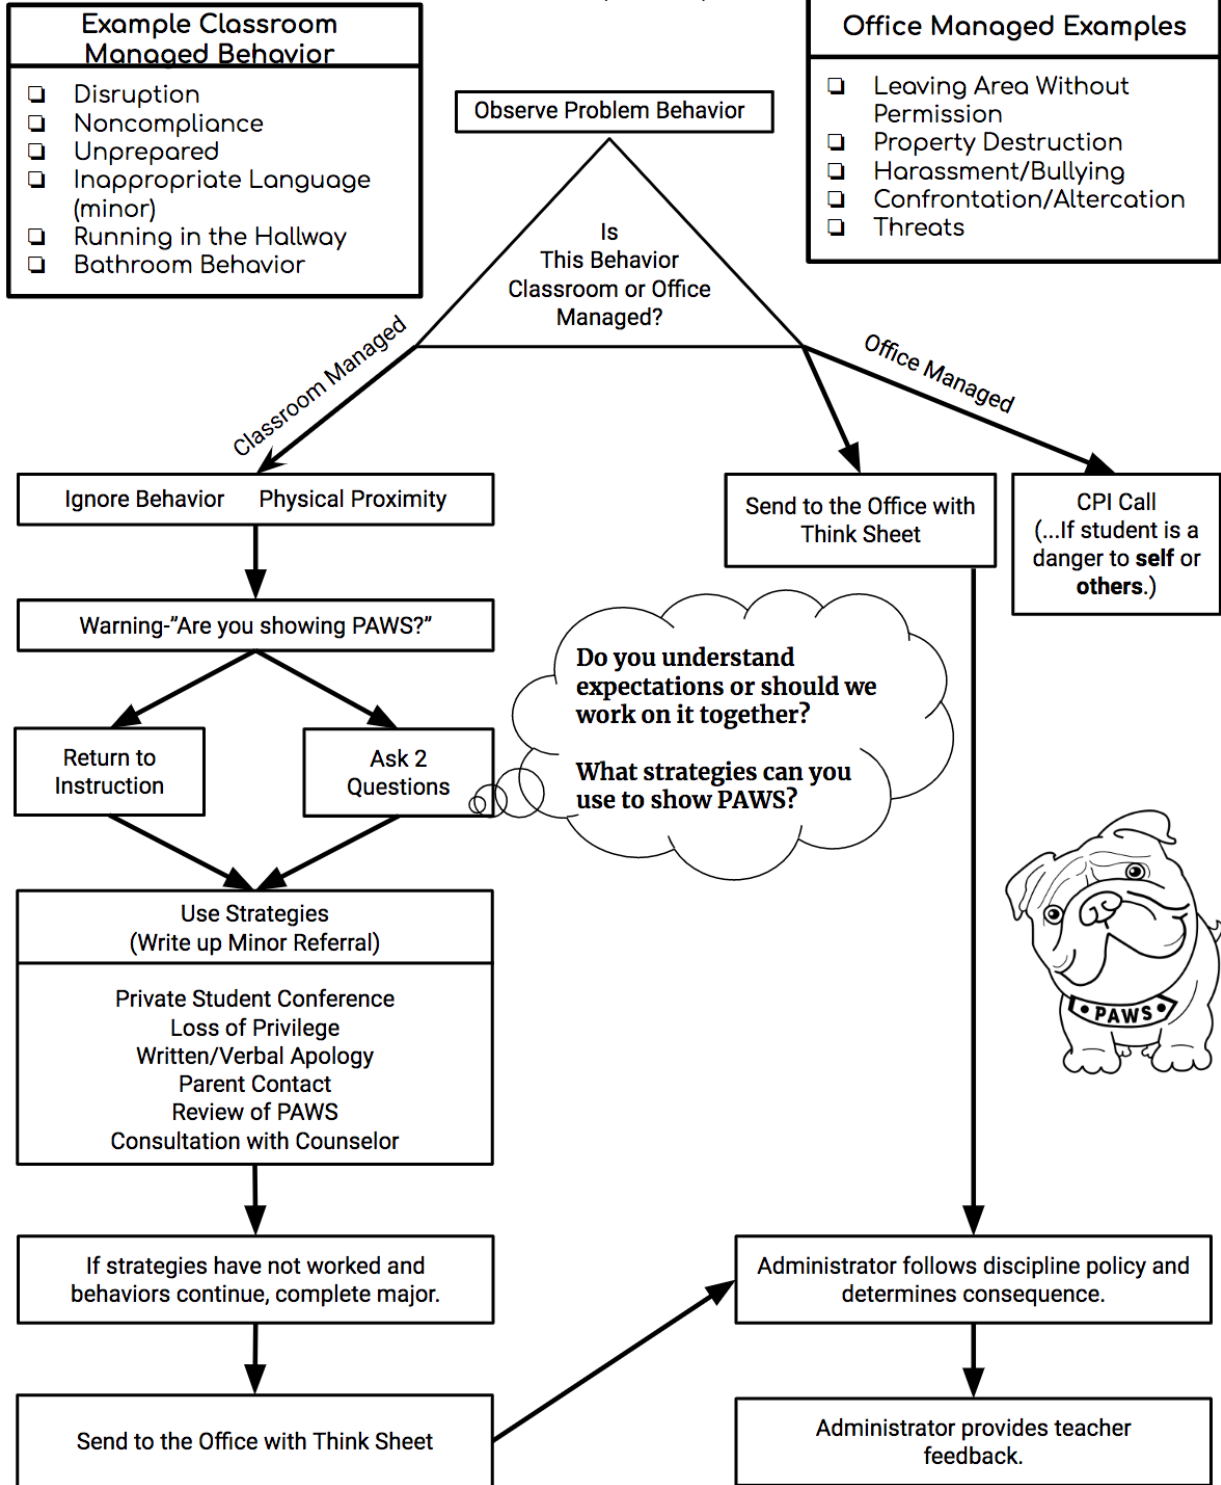 Example Classroom
Managed Behavior
❏ Disruption
❏ Noncompliance
❏ Unprepared
❏ Inappropriate Language
(minor)
❏ Running in the Hallway
❏ Bathroom Behavior
Observe Problem Behavior
Office Managed Examples
❏ Leaving Area Without
Permission
❏ Property Destruction
❏ Harassment/Bullying
❏ Confrontation/Altercation
❏ Threats
Is
This Behavior
Classroom or Office
Managed?
Classroom Managed
Office Managed
Ignore Behavior Physical Proximity
Send to the Office with
Think Sheet
CPI Call
(...If student is a
danger to self or
others.)
Warning-”Are you showing PAWS?”
Return to
Instruction
Ask 2
Questions
Do you understand
expectations or should we
work on it together?
What strategies can you
use to show PAWS?
Use Strategies
(Write up Minor Referral)
Private Student Conference
Loss of Privilege
Written/Verbal Apology
Parent Contact
Review of PAWS
Consultation with Counselor
PAWS
If strategies have not worked and
behaviors continue, complete major.
Administrator follows discipline policy and
determines consequence.
Send to the Office with Think Sheet
Administrator provides teacher
feedback.